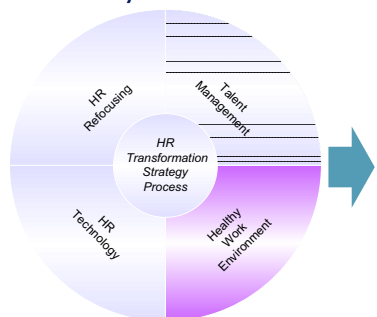 HR
Refocusing
Talent
Management
HR
Transformation
Strategy
Process
HR
Technology
Healthy
Work
Environment